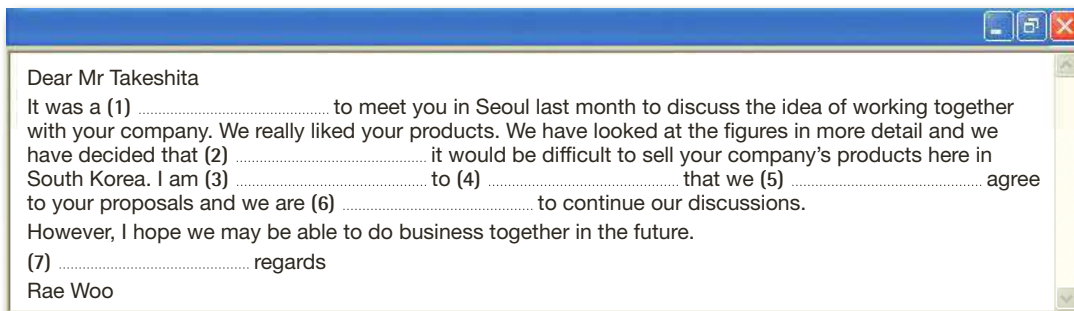 Dear Mr Takeshita
It was a (1) ........................................ to meet you in Seoul last month to discuss the idea of working together
with your company. We really liked your products. We have looked at the figures in more detail and we
have decided that (2) ........................................ it would be difficult to sell your company's products here in
South Korea. I am (3) ........................................ to (4) ........................................ that we (5) ........................................ agree
to your proposals and we are (6) ........................................ to continue our discussions.
However, I hope we may be able to do business together in the future.
(7) ........................................ regards
Rae Woo